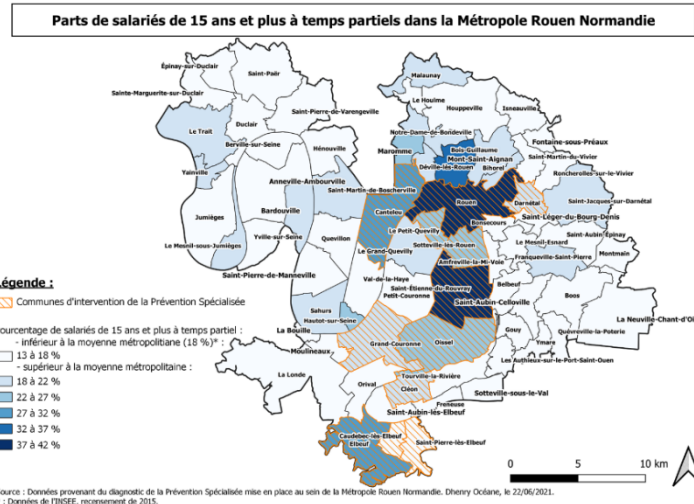 Parts de salariés de 15 ans et plus à temps partiels dans la Métropole Rouen Normandie
Épinay-sur-Duclair
Saint-Paër
Sainte-Marguerite-sur-Duclair
Saint-Pierre-de-Varengeville
Duclair
Le Trait
Berville-sur-Seine
Hénouville
Yainville
Anneville-Ambourville
Saint-Martin-de-Boscherville
Jumièges
Bardouville
Le Mesnil-sous-Jumièges
Yville-sur-Seine
Quevillon
Saint-Pierre-de-Manneville
Malaunay
Le Houlme
Houppeville
Isneauville
Notre-Dame-de-Bondeville
Fontaine-sous-Préaux
Maromme
Bois-Guillaume
Mont-Saint-Aignan
Saint-Martin-du-Vivier
Déville-lès-Rouen
Bihorel
Roncherolles-sur-le-Vivier
Canteleu
Rouen
Darnétal
Saint-Jacques-sur-Darnétal
Saint-Léger-du-Bourg-Denis
Bonsecours
Le Petit-Quevilly
Saint-Aubin-Épinay
Sotteville-lès-Rouen
Le Mesnil-Esnard
Le Grand-Quevilly
Amfreville-la-Mi-Voie
Franqueville-Saint-Pierre
Montmain
Val-de-la-Haye
Saint-Étienne-du-Rouvray
Belbeuf
Petit-Couronne
Saint-Aubin-Celloville
Boos
Sahurs
Hautot-sur-Seine
La Neuville-Chant-d'Oi
La Bouille
Gouy
Quévreville-la-Poterie
Moulineaux
Grand-Couronne
Oissel
Ymare
Les Authieux-sur-le-Port-Saint-Ouen
La Londe
Orival
Tourville-la-Rivière
Cléon
Sotteville-sous-le-Val
Freneuse
Saint-Aubin-lès-Elbeuf
Caudebec-lès-Elbeuf
Elbeuf
Saint-Pierre-lès-Elbeuf
Légende :
Communes d'intervention de la Prévention Spécialisée
ourcentage de salariés de 15 ans et plus à temps partiel :
- inférieur à la moyenne métropolitiane (18 %)* :
13 à 18 %
- supérieur à la moyenne métropolitaine :
18 à 22 %
22 à 27 %
27 à 32 %
32 à 37 %
37 à 42 %
0 5 10 km
ource : Données provenant du diagnostic de la Prévention Spécialisée mise en place au sein de la Métropole Rouen Normandie. Dhenry Océane, le 22/06/2021.
: Données de l'INSEE, recensement de 2015.